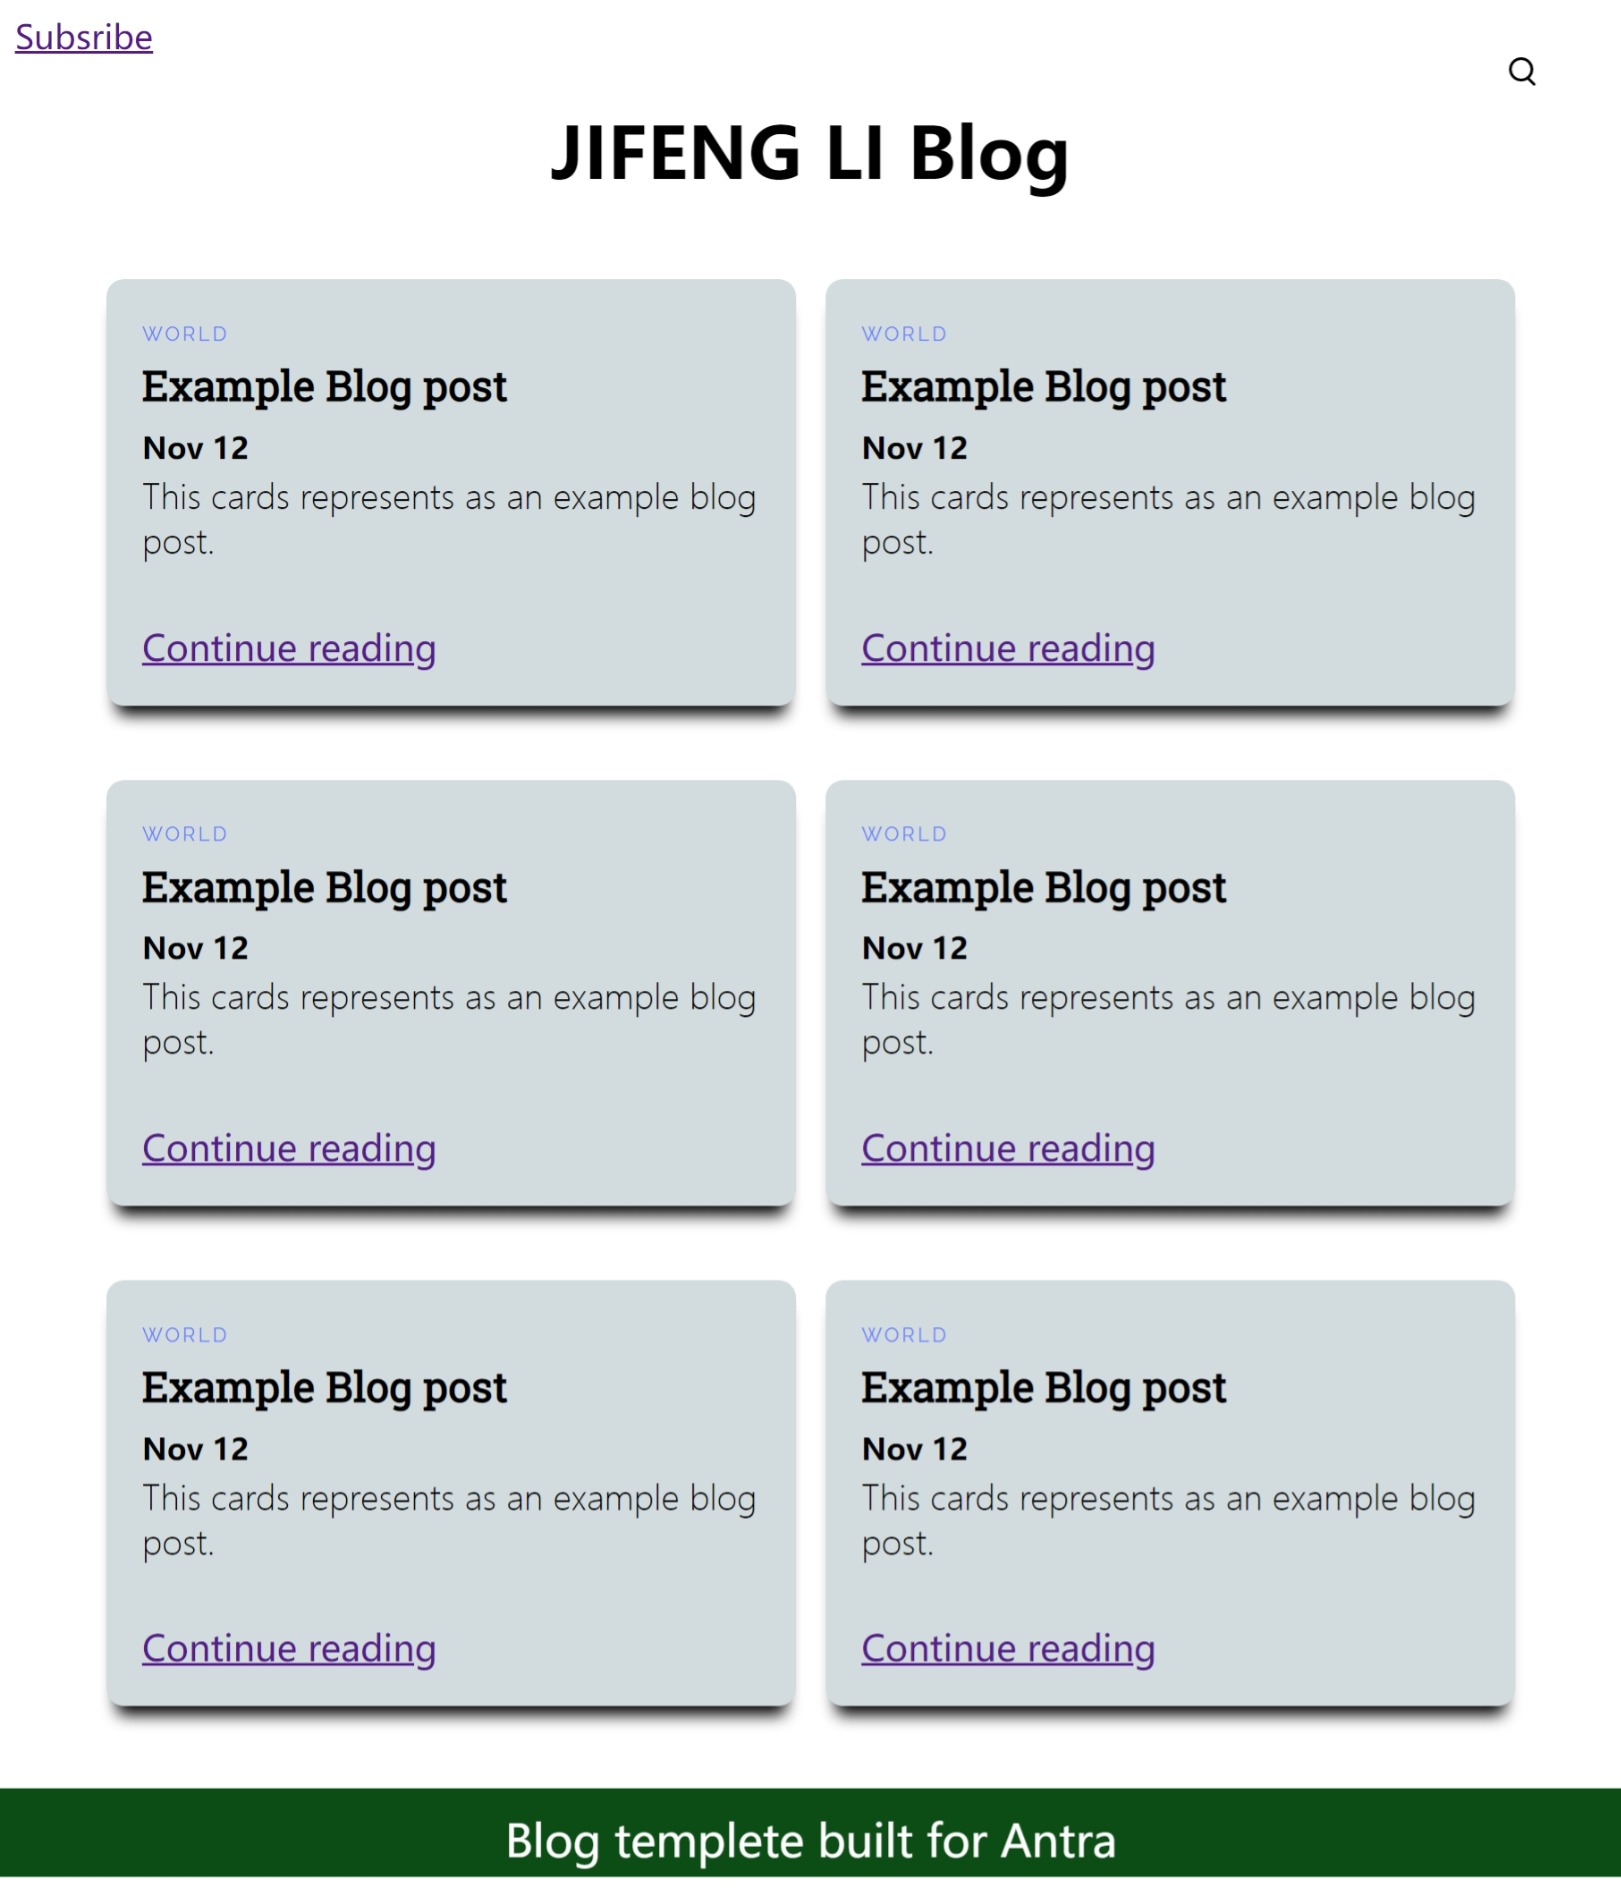 Subsribe
JIFENG LI Blog
WORLD
Example Blog post
Nov 12
This cards represents as an example blog
post.
Continue reading
WORLD
Example Blog post
Nov 12
This cards represents as an example blog
post.
Continue reading
WORLD
Example Blog post
Nov 12
This cards represents as an example blog
post.
Continue reading
WORLD
Example Blog post
Nov 12
This cards represents as an example blog
post.
Continue reading
WORLD
Example Blog post
Nov 12
This cards represents as an example blog
post.
Continue reading
WORLD
Example Blog post
Nov 12
This cards represents as an example blog
post.
Continue reading
Blog templete built for Antra